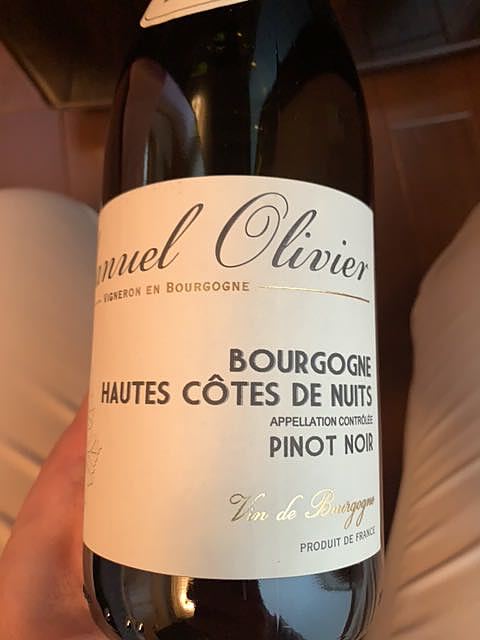 nuel Olivier
VIGNERON EN BOURGOGNE
BOURGOGNE
HAUTES CÔTES DE NUITS
APPELLATION CONTRÔLÉE
PINOT NOIR
Vin de Bourgogne
PRODUIT DE FRANCE